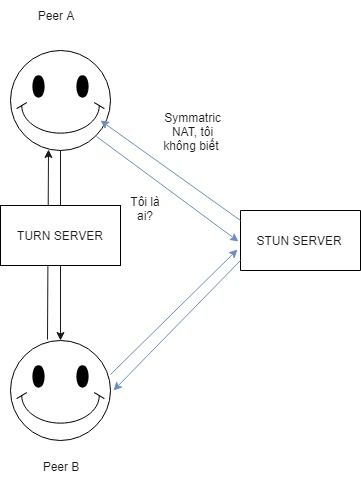 Peer A
Symmatric
NAT, tôi
không biết
Tôi là
ai?
TURN SERVER
STUN SERVER
Peer B